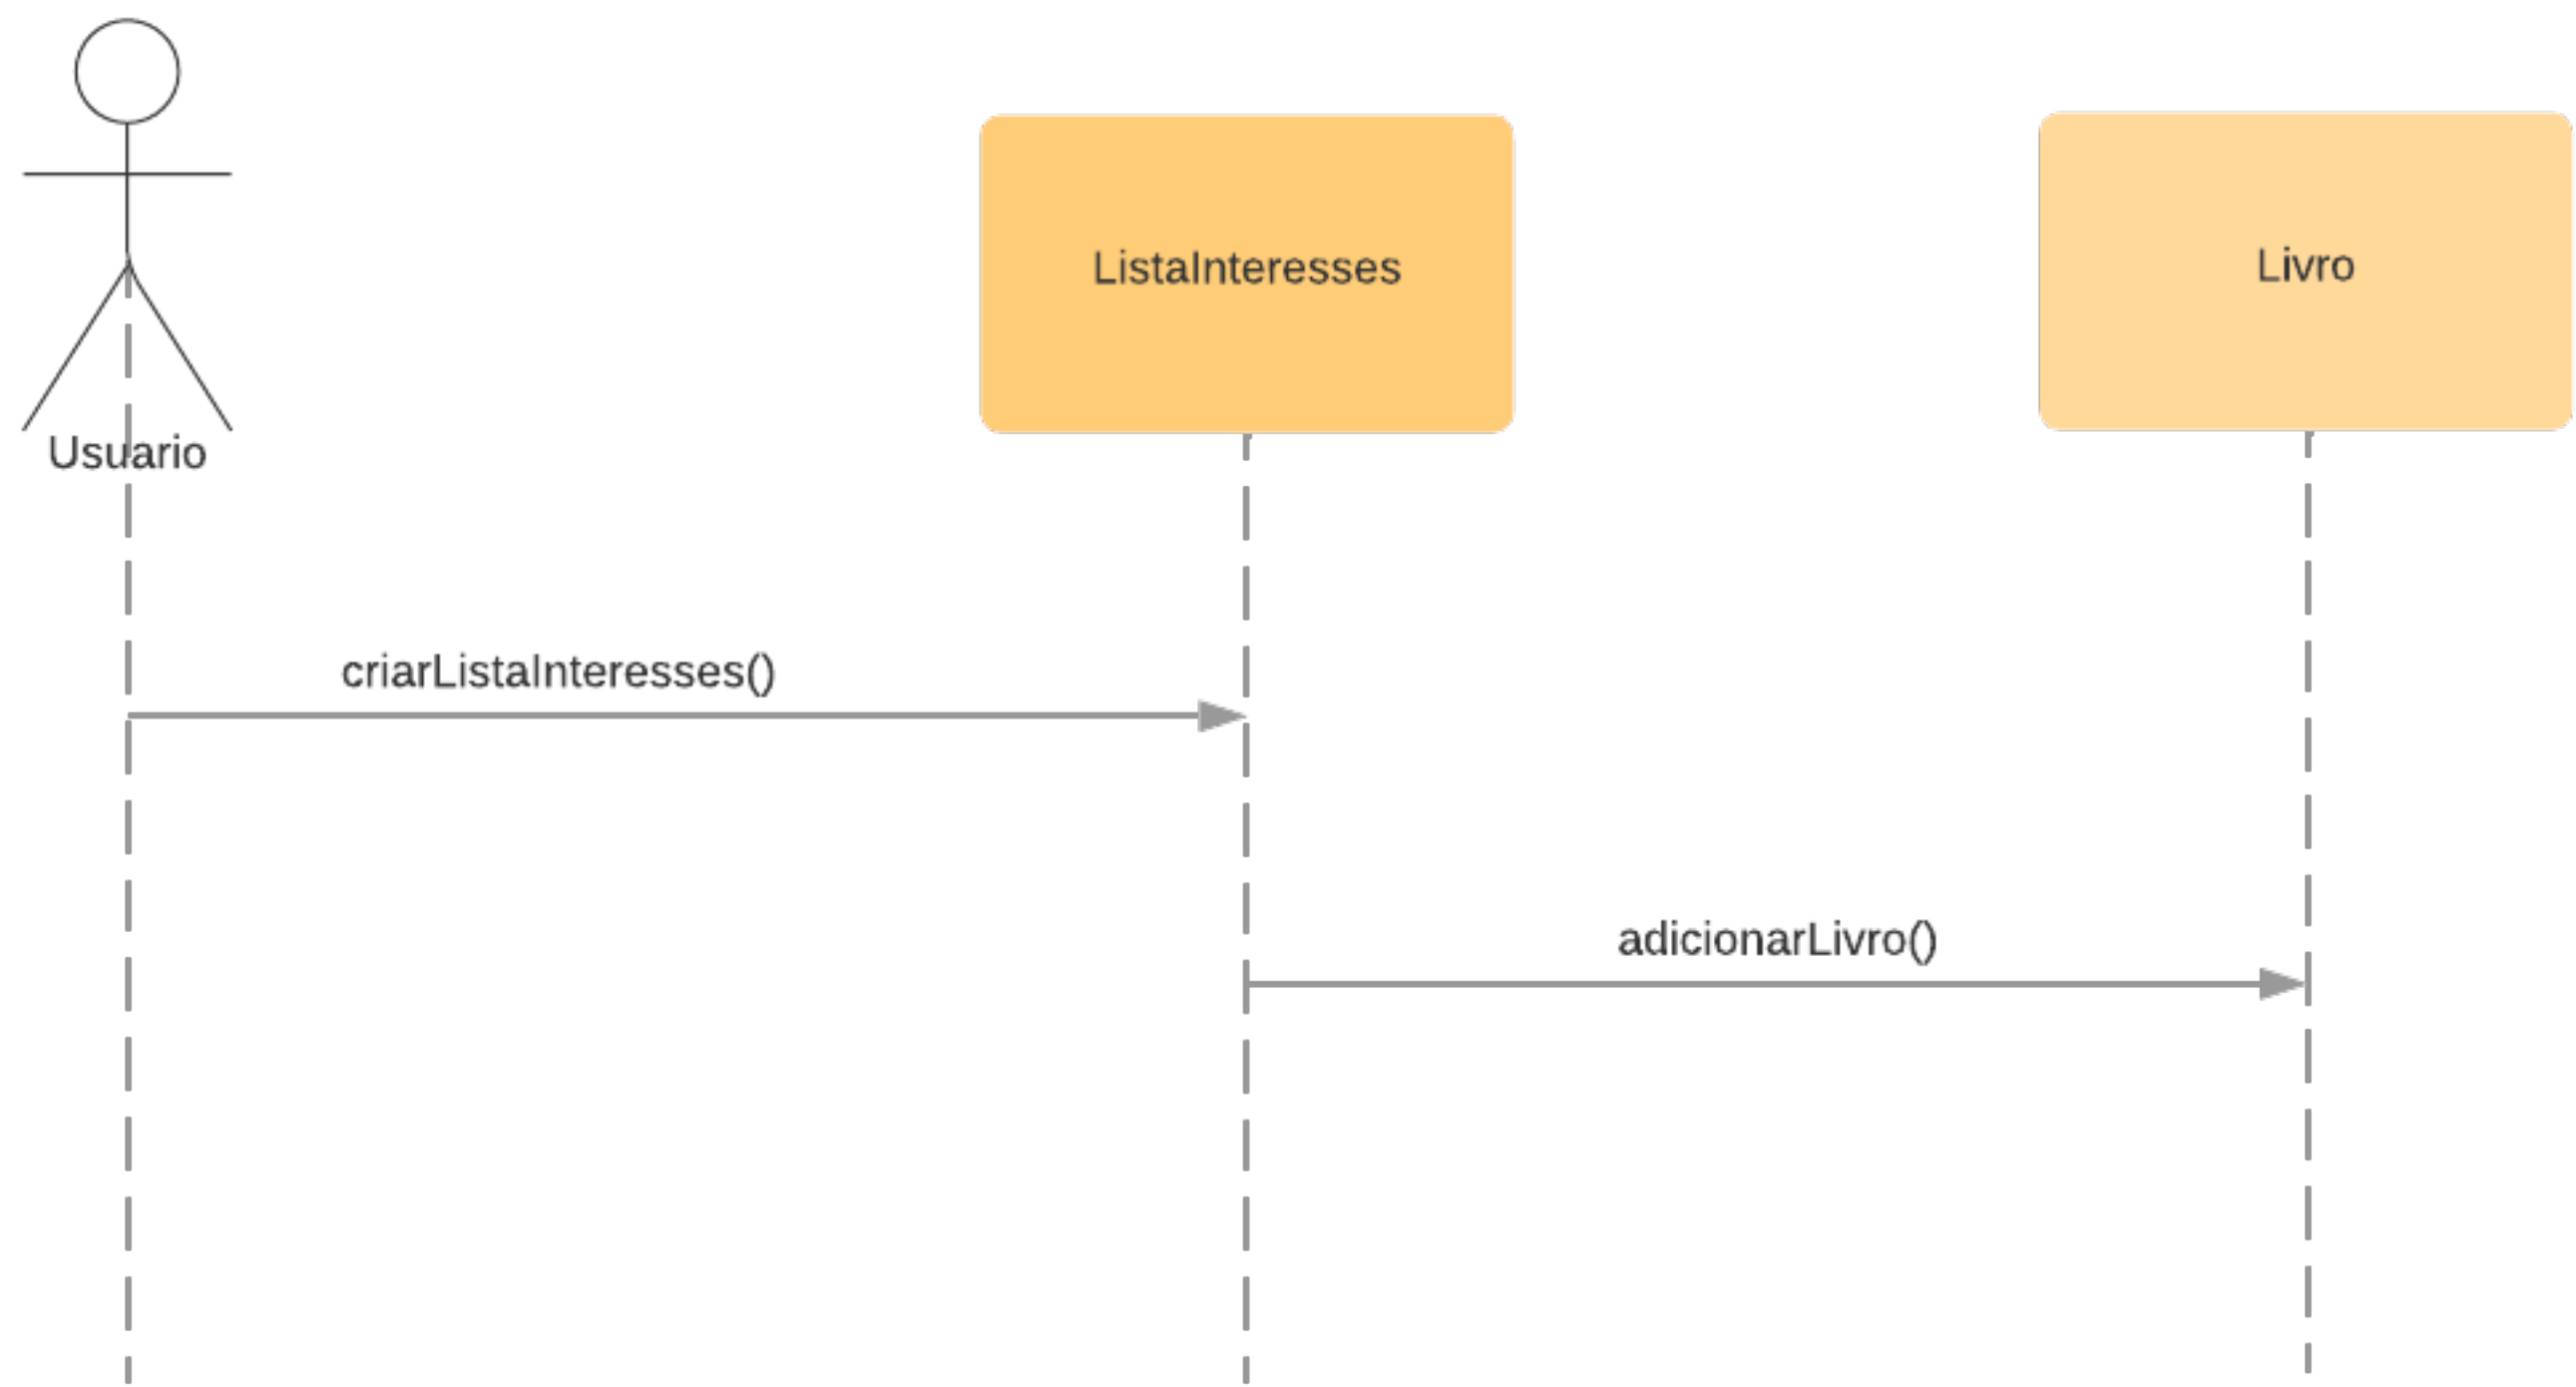 ListaInteresses
Livro
Usuario
criarListaInteresses()
adicionarLivro()